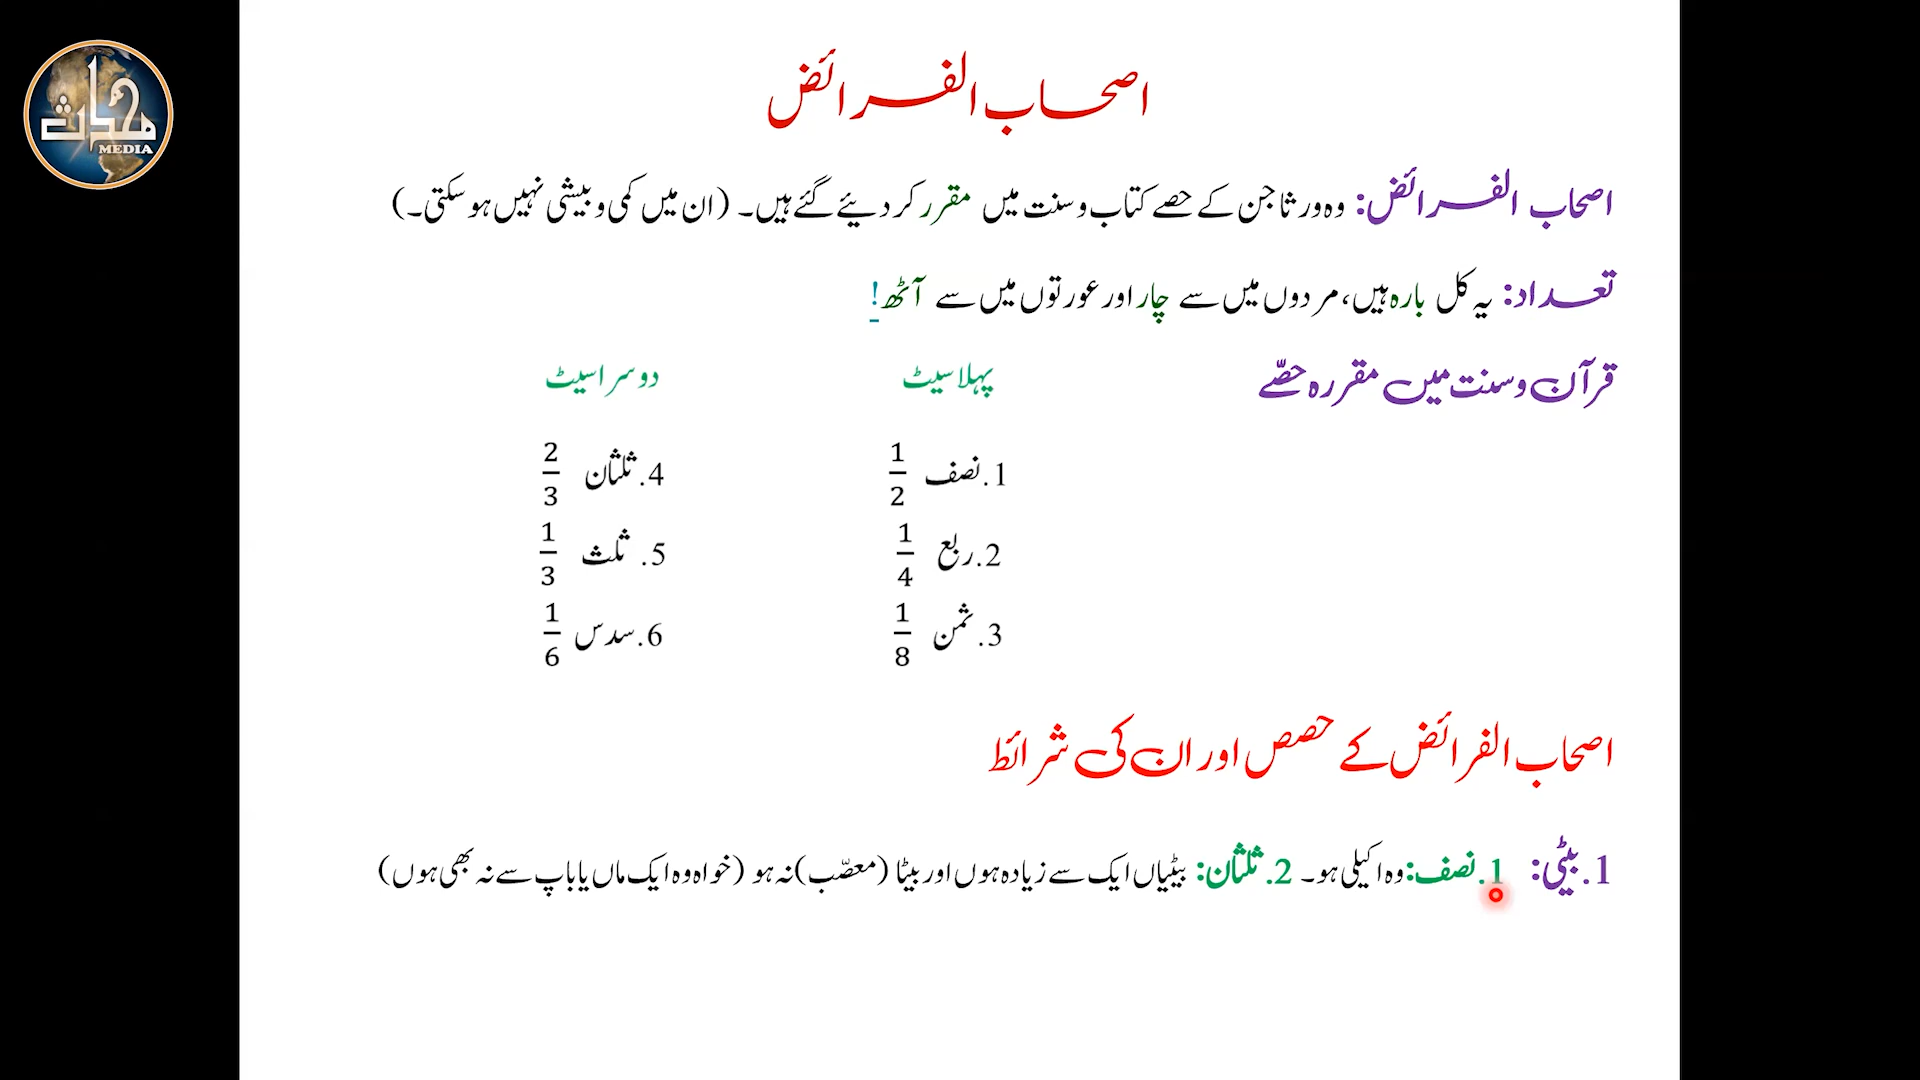 محدث
MEDIA
اصحاب الفرائض
اصحاب الفرائض: وہ ورثا جن کے حصے کتاب و سنت میں مقرر کر دیئے گئے ہیں۔ (ان میں کمی و بیشی نہیں ہو سکتی۔)
تعداد: یہ کل بارہ ہیں، مردوں میں سے چار اور عورتوں میں سے آٹھ!
قرآن و سنت میں مقررہ حصّے پہلا سیٹ دوسرا سیٹ
1. نصف 1/2 4. ثلثان 2/3
2. ربع 1/4 5. ثلث 1/3
3. ثمن 1/8 6. سدس 1/6
اصحاب الفرائض کے حصص اور ان کی شرائط
1. بیٹی: 1. نصف: وہ اکیلی ہو۔ 2. ثلثان: بیٹیاں ایک سے زیادہ ہوں اور بیٹا (معصّب) نہ ہو (خواہ وہ ایک ماں یا باپ سے نہ بھی ہوں)